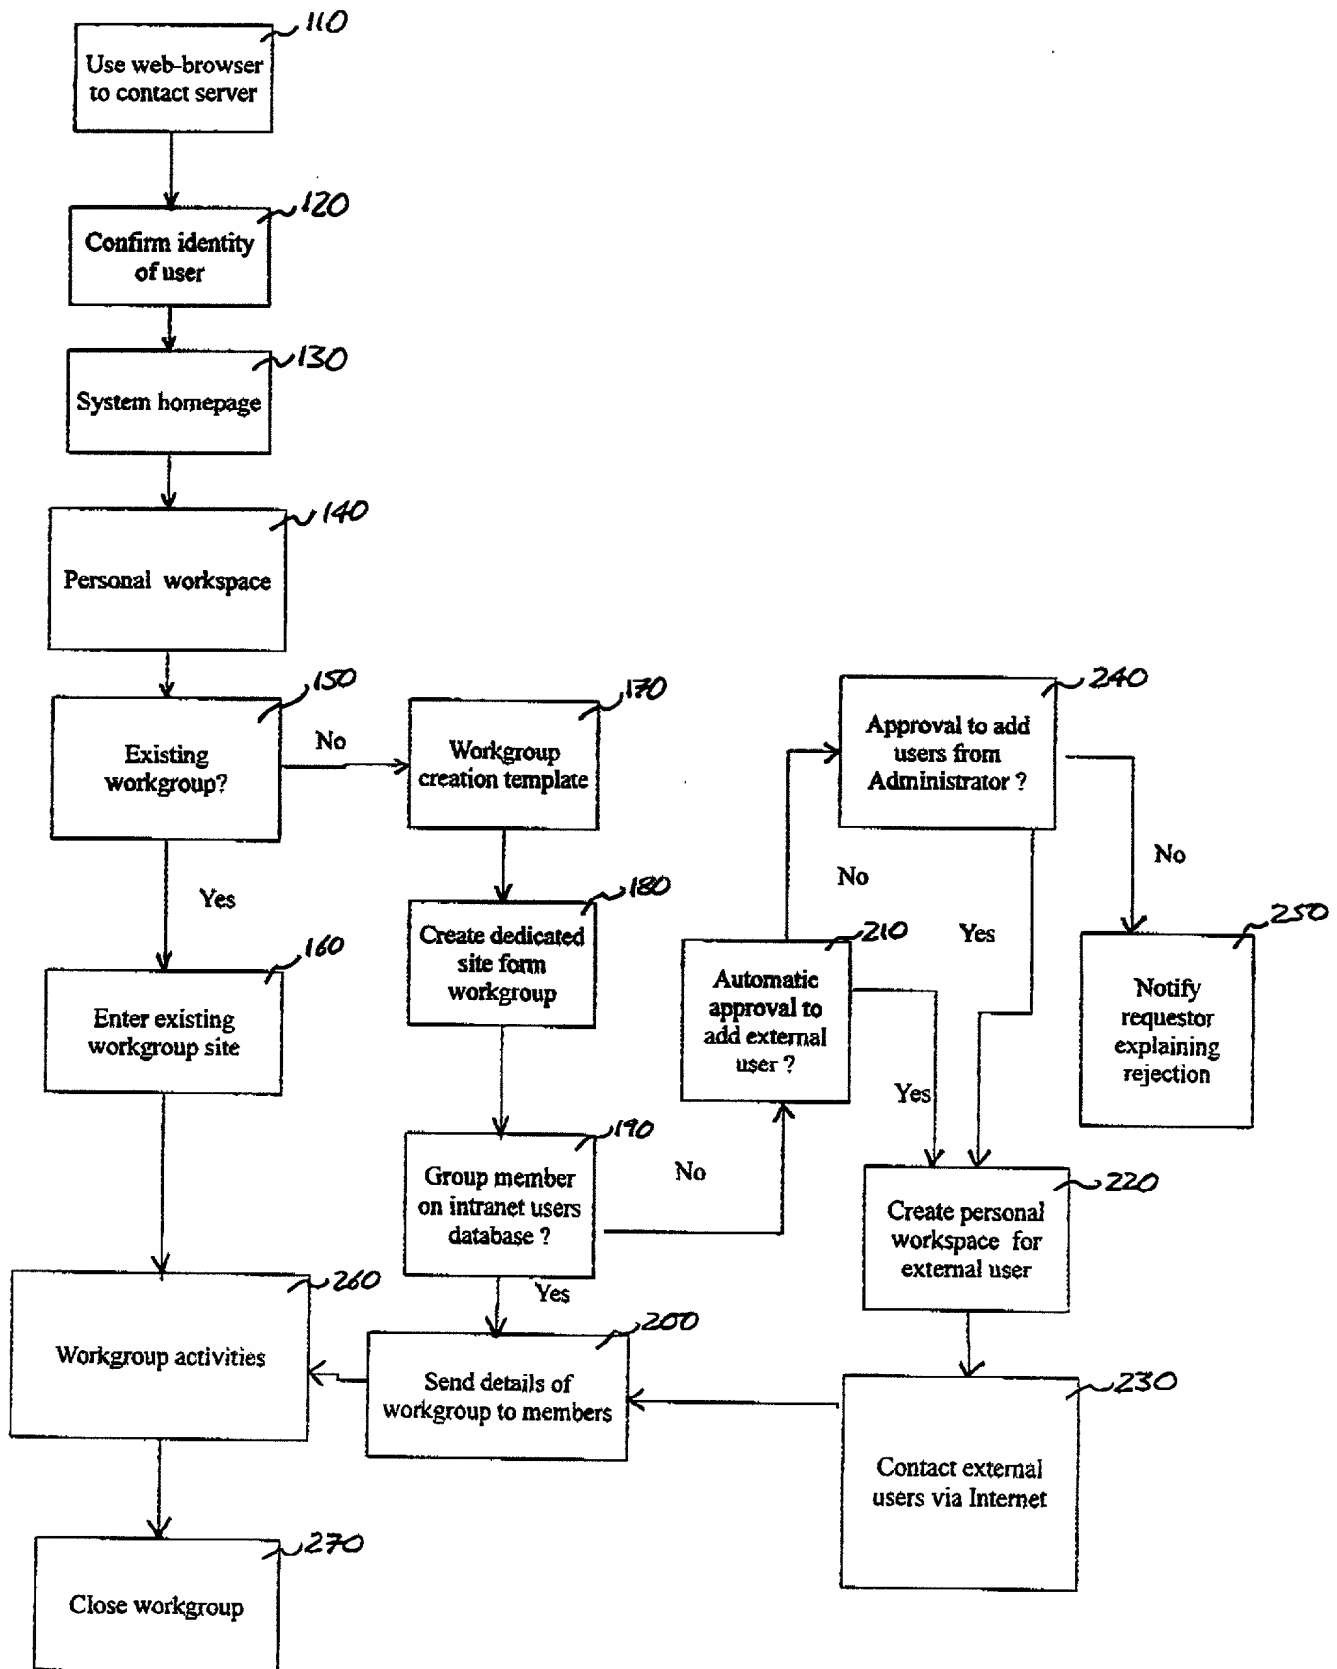 110
Use web-browser
to contact server
120
Confirm identity
of user
130
System homepage
140
Personal workspace
150
Existing
workgroup?
No
170
Workgroup
creation template
240
Approval to add
users from
Administrator ?
No
Yes
No
Yes
180
Create dedicated
site form
workgroup
210
Automatic
approval to
add external
user ?
Yes
250
Notify
requestor
explaining
rejection
160
Enter existing
workgroup site
190
Group member
on intranet users
database ?
No
Yes
220
Create personal
workspace for
external user
260
Workgroup activities
200
Send details of
workgroup to members
230
Contact external
users via Internet
270
Close workgroup